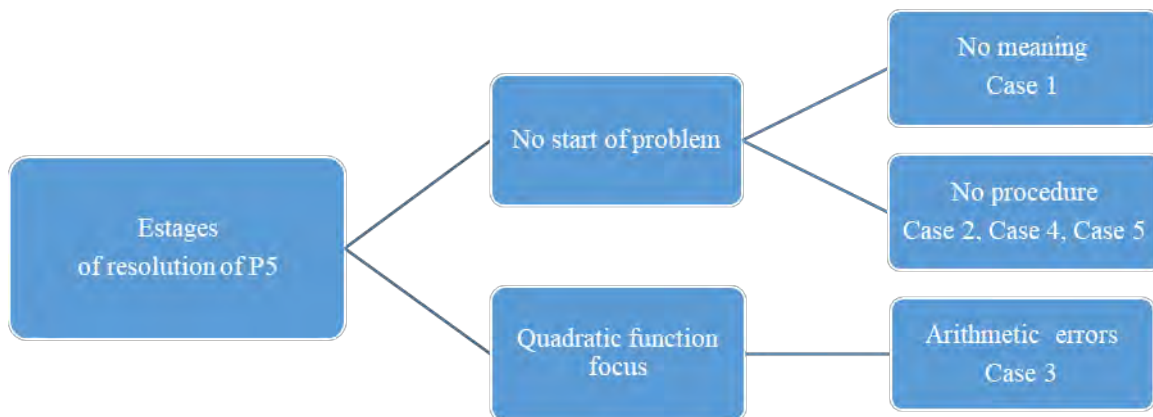 Estages
of resolution of P5
No start of problem
Quadratic function
focus
No meaning
Case 1
No procedure
Case 2, Case 4, Case 5
Arithmetic errors
Case 3